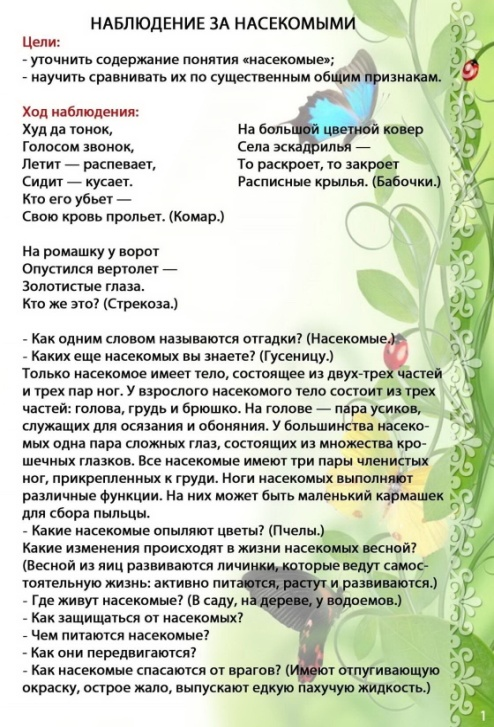 НАБЛЮДЕНИЕ ЗА НАСЕКОМЫМИ
Цели:
- уточнить содержание понятия «насекомые»;
- научить сравнивать их по существенным общим признакам.
Ход наблюдения:
Худ да тонок,
Голосом звонок,
Летит — распевает,
Сидит — кусает.
Кто его убьет —
Свою кровь прольет. (Комар.)
На большой цветной ковер
Села эскадрилья —
То раскроет, то закроет
Расписные крылья. (Бабочки.)
На ромашку у ворот
Опустился вертолет —
Золотистые глаза.
Кто же это? (Стрекоза.)
- Как одним словом называются отгадки? (Насекомые.)
- Каких еще насекомых вы знаете? (Гусеницу.)
Только насекомое имеет тело, состоящее из двух-трех частей
и трех пар ног. У взрослого насекомого тело состоит из трех
частей: голова, грудь и брюшко. На голове — пара усиков,
служащих для осязания и обоняния. У большинства насеко-
мых одна пара сложных глаз, состоящих из множества кро-
шечных глазков. Все насекомые имеют три пары членистых
ног, прикрепленных к груди. Ноги насекомых выполняют
различные функции. На них может быть маленький кармашек
для сбора пыльцы.
- Какие насекомые опыляют цветы? (Пчелы.)
Какие изменения происходят в жизни насекомых весной?
(Весной из яиц развиваются личинки, которые ведут самос-
тоятельную жизнь: активно питаются, растут и развиваются.)
- Где живут насекомые? (В саду, на дереве, у водоемов.)
- Как защищаться от насекомых?
- Чем питаются насекомые?
- Как они передвигаются?
- Как насекомые спасаются от врагов? (Имеют отпугивающую
окраску, острое жало, выпускают едкую пахучую жидкость.)
1